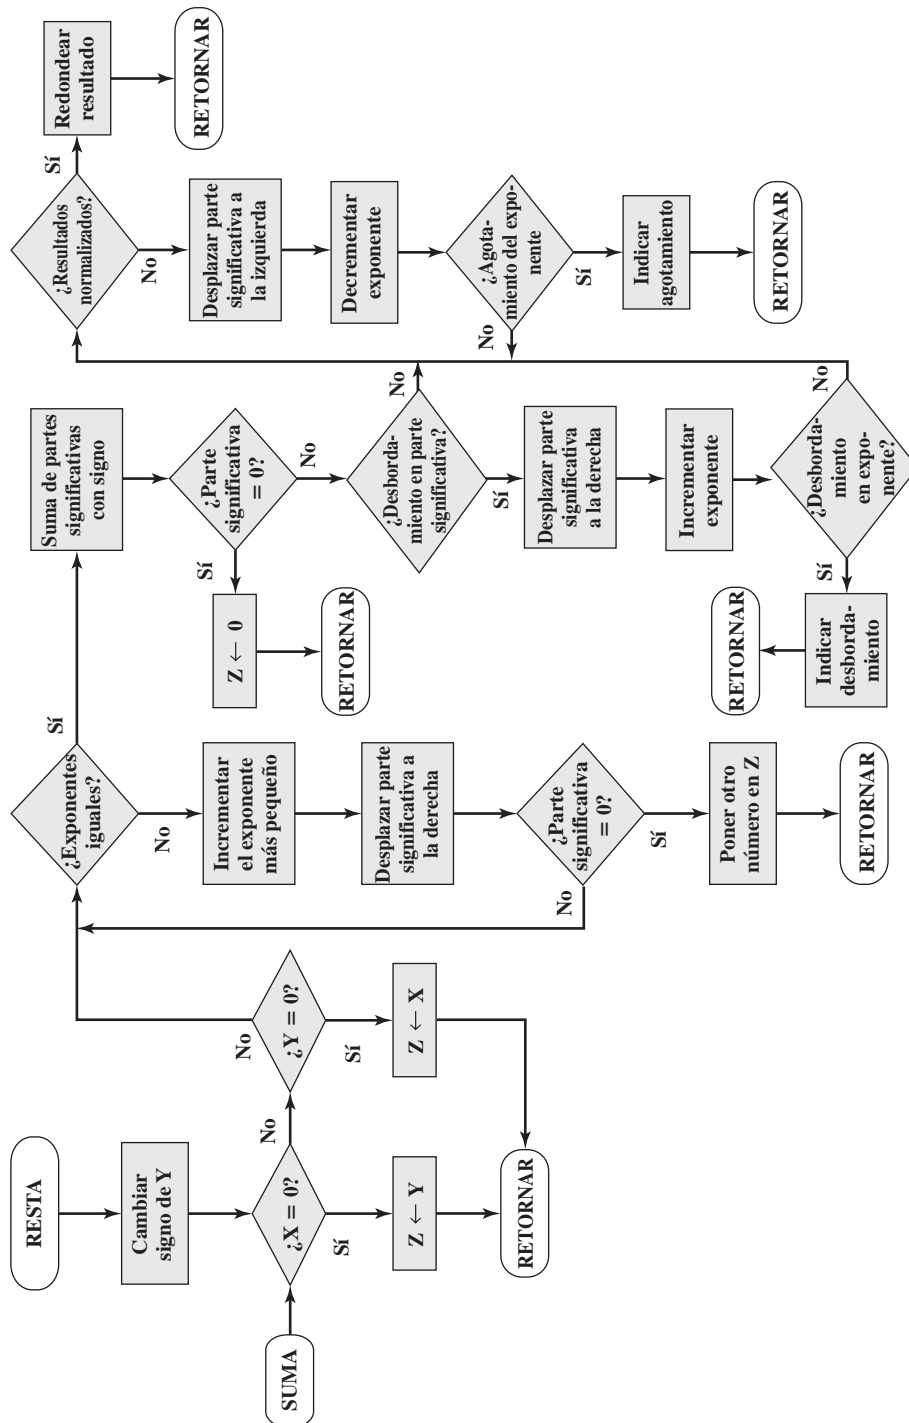 RESTA
Cambiar
signo de Y
SUMA
¿X = 0?
No
Sí
Z ← Y
RETORNAR
¿Y = 0?
No
Sí
Z ← X
¿Exponentes
iguales?
Sí
No
Incrementar
el exponente
más pequeño
Desplazar parte
significativa a
la derecha
¿Parte
significativa
= 0?
No
Sí
Poner otro
número en Z
RETORNAR
Suma de partes
significativas
con signo
¿Parte
significativa
= 0?
Sí
No
Z ← 0
RETORNAR
¿Desborda-
miento en parte
significativa?
No
Sí
Desplazar parte
significativa
a la derecha
Incrementar
exponente
¿Desborda-
miento
en expo-
nente?
No
Sí
Indicar
desborda-
miento
RETORNAR
¿Resultados
normalizados?
Sí
No
Redondear
resultado
RETORNAR
Desplazar parte
significativa a
la izquierda
Decrementar
exponente
¿Agota-
miento del expo-
nente
No
Sí
Indicar
agotamiento
RETORNAR